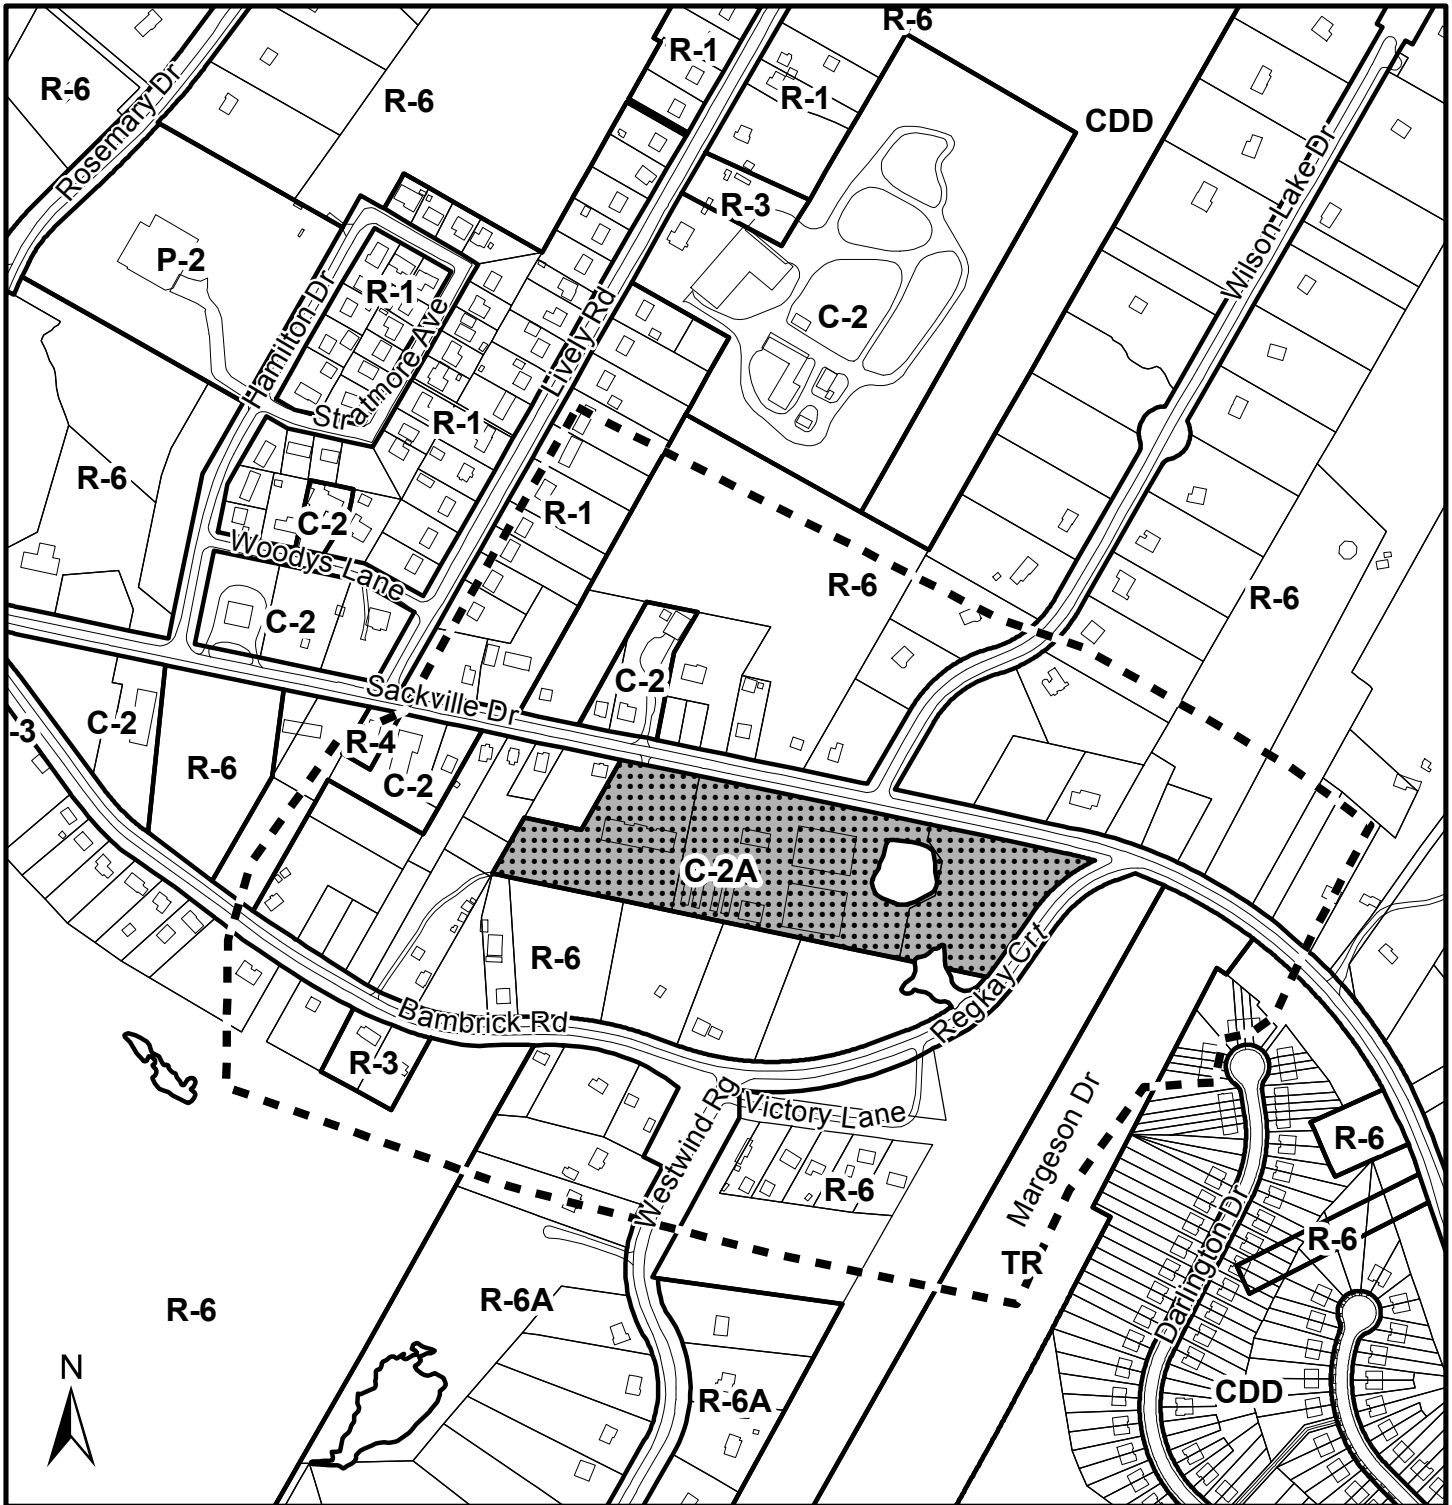 R-6
R-1
R-6
Rosemary Dr
R-6
R-1
CDD
Wilson Lake Dr
R-3
P-2
R-1
Hamilton Dr
Stratmore Ave
Lively Rd
C-2
R-1
R-6
R-1
C-2
Woodys Lane
C-2
R-6
R-6
C-2
Sackville Dr
-3
C-2
R-4
R-6
C-2
C-2A
R-6
Regkay Crt
Bambrick Rd
R-3
Westwind Rg
Victory Lane
Margeson Dr
R-6
R-6
R-6
TR
Darlington Dr
R-6
R-6A
N
R-6A
CDD